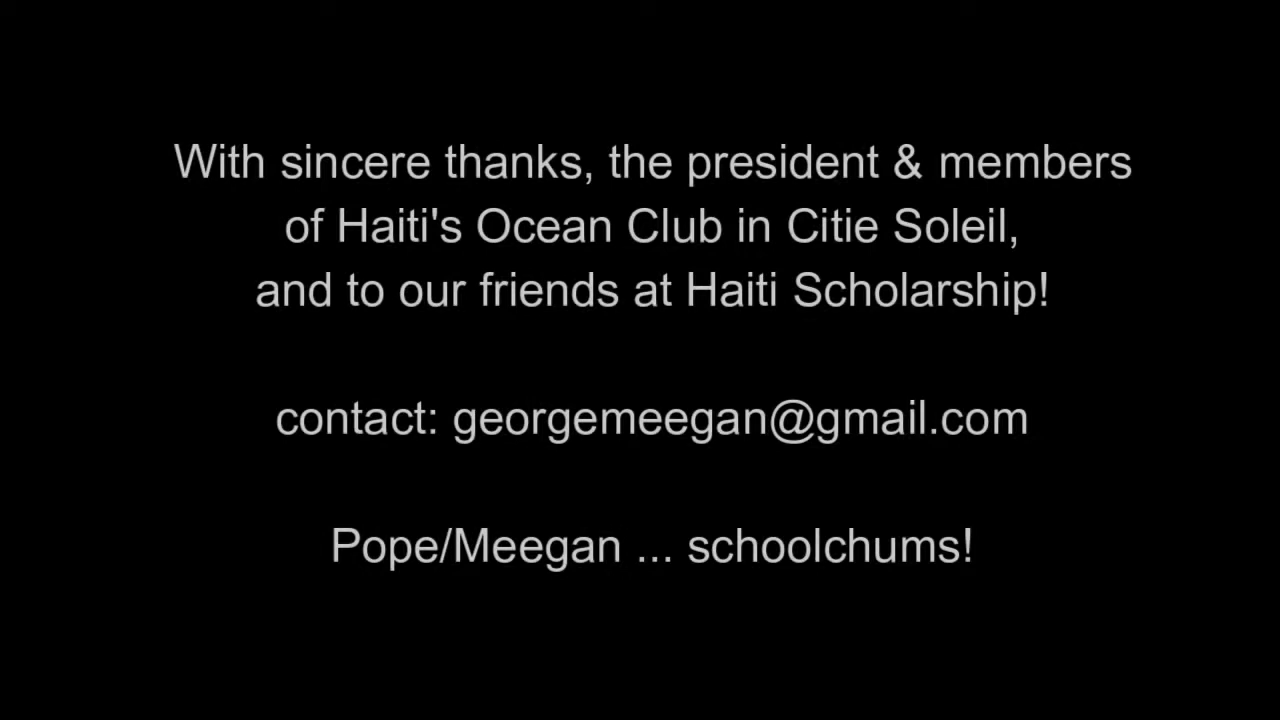 With sincere thanks, the president & members
of Haiti's Ocean Club in Citie Soleil,
and to our friends at Haiti Scholarship!
contact: georgemeegan@gmail.com
Pope/Meegan ... schoolchums!